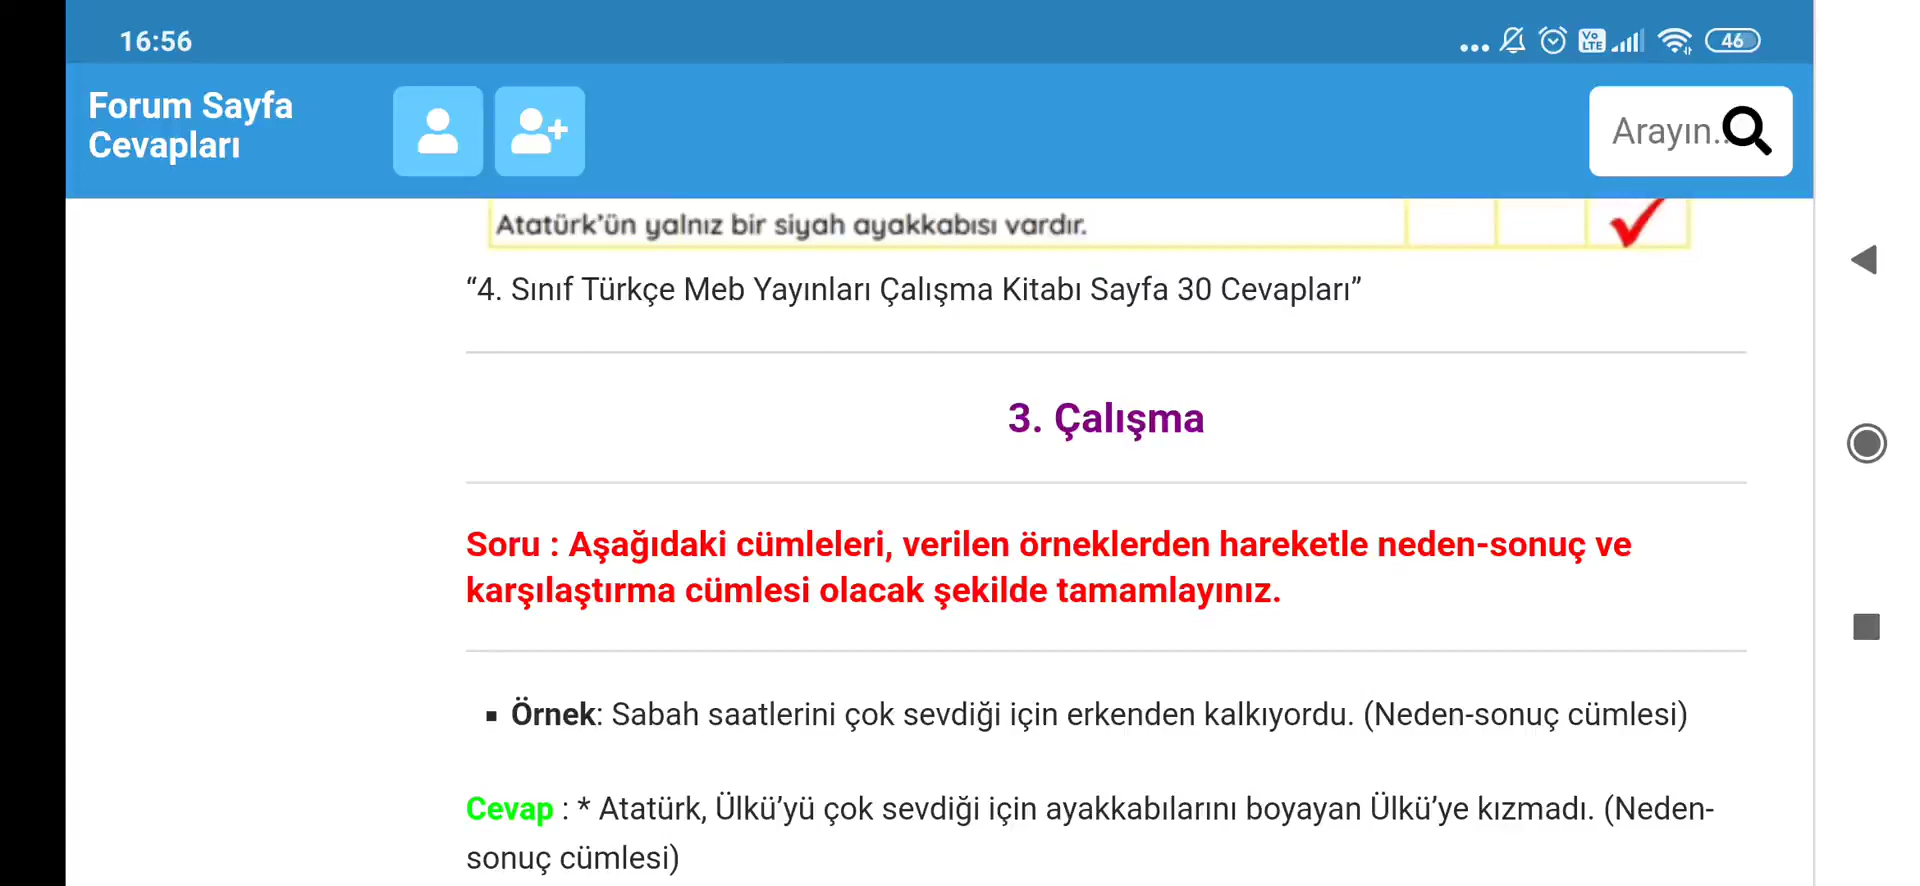 16:56
Vo LTE
46
Forum Sayfa
Cevapları
Arayın..
Atatürk'ün yalnız bir siyah ayakkabısı vardır.
“4. Sınıf Türkçe Meb Yayınları Çalışma Kitabı Sayfa 30 Cevapları”
3. Çalışma
Soru : Aşağıdaki cümleleri, verilen örneklerden hareketle neden-sonuç ve
karşılaştırma cümlesi olacak şekilde tamamlayınız.
▪ Örnek: Sabah saatlerini çok sevdiği için erkenden kalkıyordu. (Neden-sonuç cümlesi)
Cevap : * Atatürk, Ülkü’yü çok sevdiği için ayakkabılarını boyayan Ülkü’ye kızmadı. (Neden-
sonuç cümlesi)